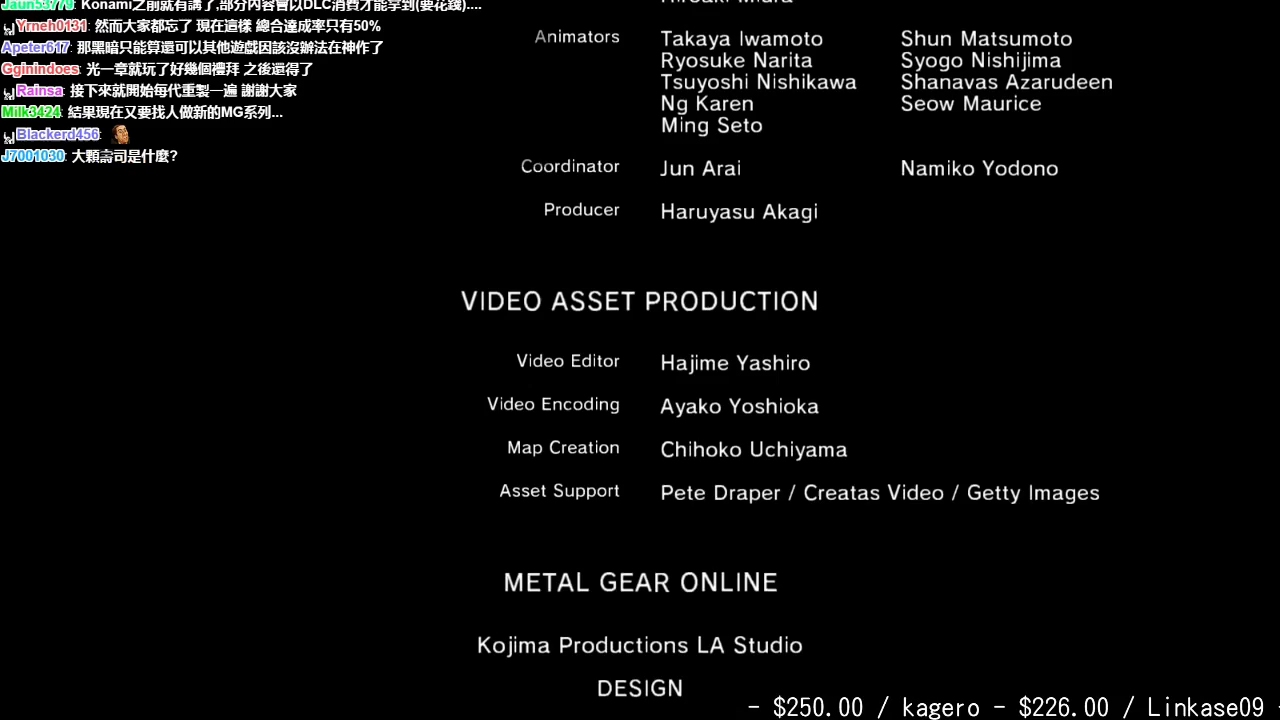 Jaun53779: Konami之前就有講了,部分內容會以DLC消費才能享到(要花錢)....
Yrneh0131: 然而大家都忘了 現在這樣 總合達成率只有50%
Apeter617: 那黑暗只能算還可以其他遊戲因該沒辦法在神作了
Gginindoes: 光一章就玩了好幾個禮拜 之後還得了
Rainsa: 接下來就開始每代重製一遍 謝謝大家
Milk3424: 結果現在又要找人做新的MG系列...
Blackerd456:
J7001030: 大顆壽司是什麼?
Hiroaki Miura
Animators Takaya Iwamoto Shun Matsumoto
Ryosuke Narita Syogo Nishijima
Tsuyoshi Nishikawa Shanavas Azarudeen
Ng Karen Seow Maurice
Ming Seto
Coordinator Jun Arai Namiko Yodono
Producer Haruyasu Akagi
VIDEO ASSET PRODUCTION
Video Editor Hajime Yashiro
Video Encoding Ayako Yoshioka
Map Creation Chihoko Uchiyama
Asset Support Pete Draper / Creatas Video / Getty Images
METAL GEAR ONLINE
Kojima Productions LA Studio
DESIGN
- $250.00 / kagero - $226.00 / Linkase09